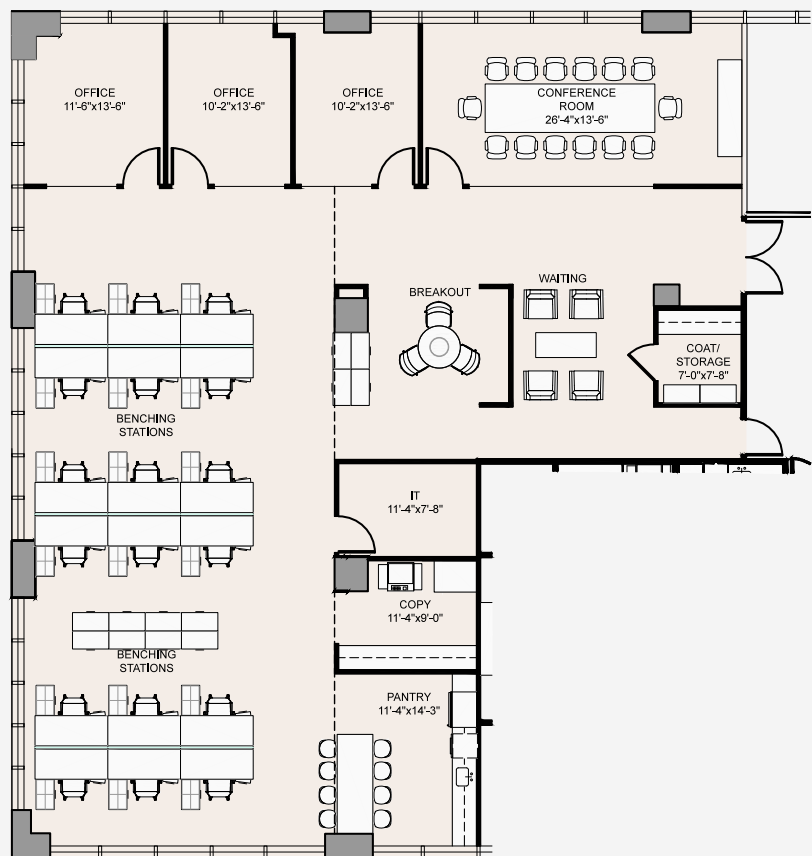 OFFICE
11'-6"x13'-6"
OFFICE
10'-2"x13'-6"
OFFICE
10'-2"x13'-6"
CONFERENCE
ROOM
26'-4"x13'-6"
BREAKOUT
WAITING
COAT/
STORAGE
7'-0"x7'-8"
BENCHING
STATIONS
IT
11'-4"x7'-8"
COPY
11'-4"x9'-0"
BENCHING
STATIONS
PANTRY
11'-4"x14'-3"